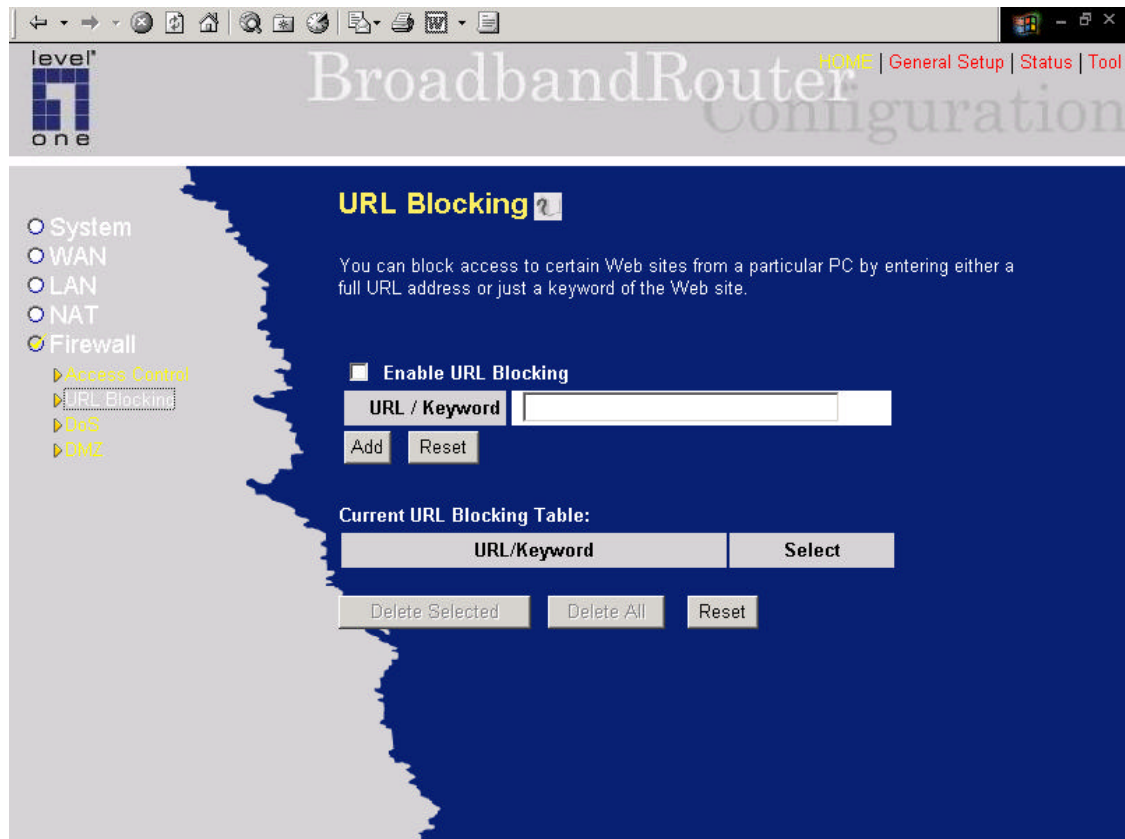 level
one
BroadbandRouter
Configuration
HOME | General Setup | Status | Tool
System
WAN
LAN
NAT
Firewall
Access Control
URL Blocking
DoS
DMZ
URL Blocking
You can block access to certain Web sites from a particular PC by entering either a
full URL address or just a keyword of the Web site.
Enable URL Blocking
URL / Keyword
Add Reset
Current URL Blocking Table:
URL/Keyword Select
Delete Selected Delete All Reset